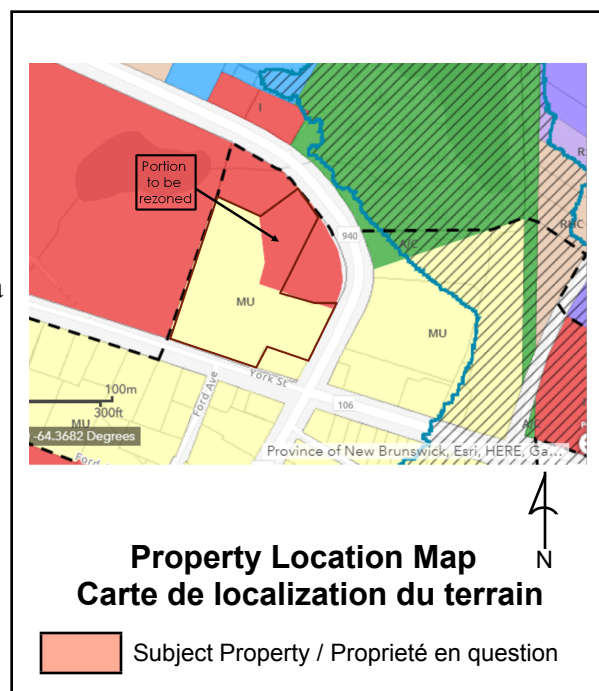 I
R
Portion
to be
rezoned
RHC
940
A/C
MU
MU
York St
Ford Ave
106
100m
300ft
MU
A/C
-64.3682 Degrees
Province of New Brunswick, Esri, HERE, Ga...
a
N
Property Location Map
Carte de localization du terrain
Subject Property / Proprieté en question